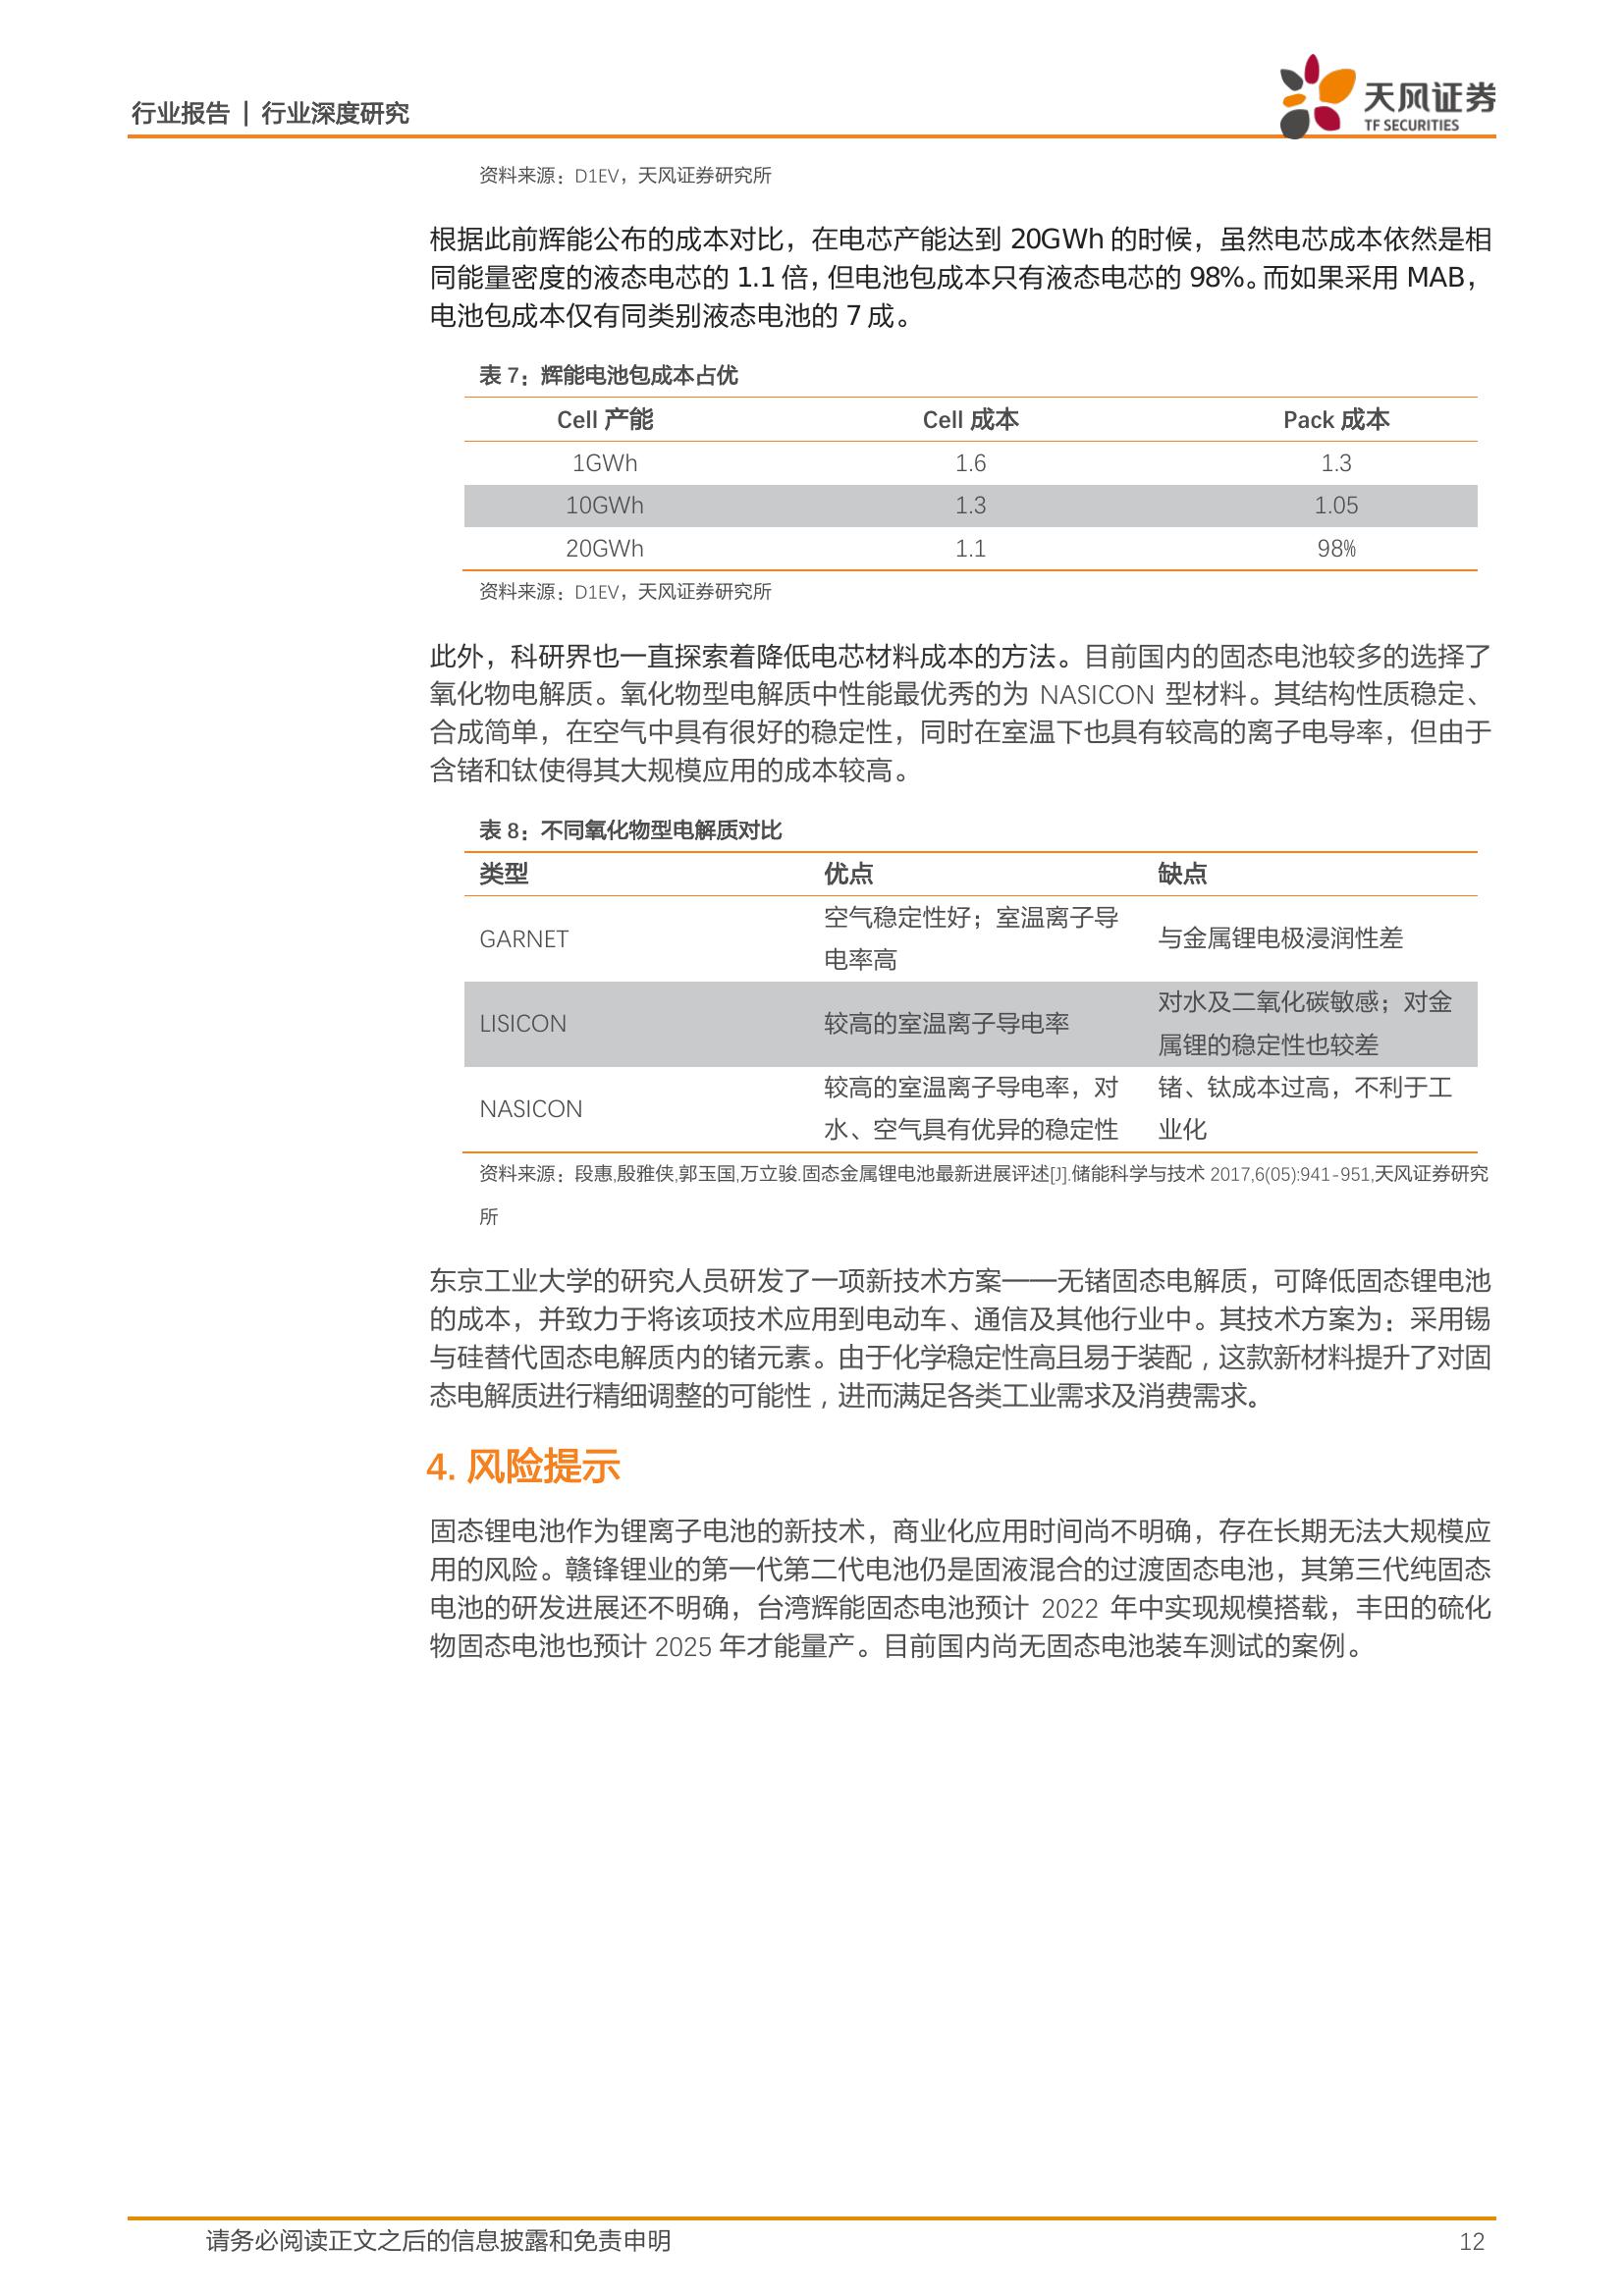 行业报告 | 行业深度研究
天风证券
TF SECURITIES
资料来源：D1EV，天风证券研究所
根据此前辉能公布的成本对比，在电芯产能达到 20GWh 的时候，虽然电芯成本依然是相
同能量密度的液态电芯的 1.1 倍，但电池包成本只有液态电芯的 98%。而如果采用 MAB，
电池包成本仅有同类别液态电池的 7 成。
表 7：辉能电池包成本占优
Cell 产能 Cell 成本 Pack 成本
1GWh 1.6 1.3
10GWh 1.3 1.05
20GWh 1.1 98%
资料来源：D1EV，天风证券研究所
此外，科研界也一直探索着降低电芯材料成本的方法。目前国内的固态电池较多的选择了
氧化物电解质。氧化物型电解质中性能最优秀的为 NASICON 型材料。其结构性质稳定、
合成简单，在空气中具有很好的稳定性，同时在室温下也具有较高的离子电导率，但由于
含锗和钛使得其大规模应用的成本较高。
表 8：不同氧化物型电解质对比
类型 优点 缺点
空气稳定性好；室温离子导
GARNET 与金属锂电极浸润性差
电率高
对水及二氧化碳敏感；对金
LISICON 较高的室温离子导电率
属锂的稳定性也较差
较高的室温离子导电率，对 锗、钛成本过高，不利于工
NASICON
水、空气具有优异的稳定性 业化
资料来源：段惠,殷雅侠,郭玉国,万立骏.固态金属锂电池最新进展评述[J].储能科学与技术 2017,6(05):941-951,天风证券研究
所
东京工业大学的研究人员研发了一项新技术方案——无锗固态电解质，可降低固态锂电池
的成本，并致力于将该项技术应用到电动车、通信及其他行业中。其技术方案为：采用锡
与硅替代固态电解质内的锗元素。由于化学稳定性高且易于装配，这款新材料提升了对固
态电解质进行精细调整的可能性，进而满足各类工业需求及消费需求。
4. 风险提示
固态锂电池作为锂离子电池的新技术，商业化应用时间尚不明确，存在长期无法大规模应
用的风险。赣锋锂业的第一代第二代电池仍是固液混合的过渡固态电池，其第三代纯固态
电池的研发进展还不明确，台湾辉能固态电池预计 2022 年中实现规模搭载，丰田的硫化
物固态电池也预计 2025 年才能量产。目前国内尚无固态电池装车测试的案例。
请务必阅读正文之后的信息披露和免责申明 12